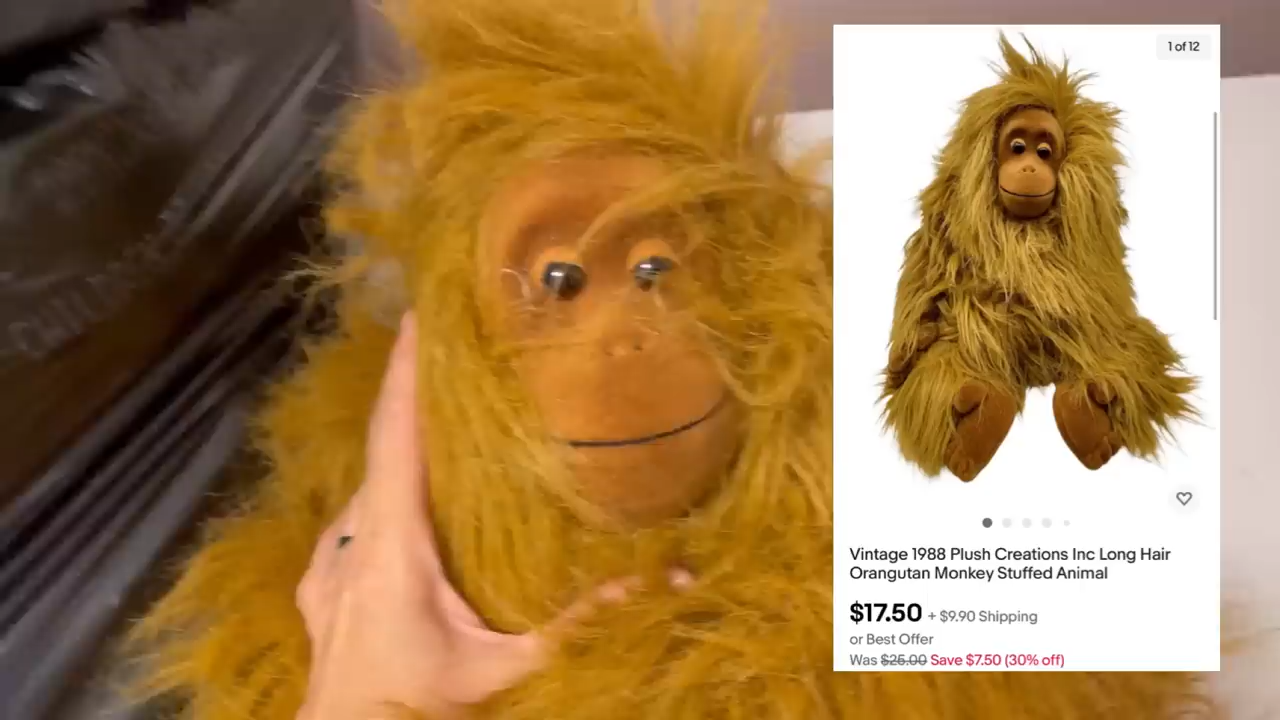 1 of 12
Vintage 1988 Plush Creations Inc Long Hair
Orangutan Monkey Stuffed Animal
$17.50 + $9.90 Shipping
or Best Offer
Was $25.00 Save $7.50 (30% off)